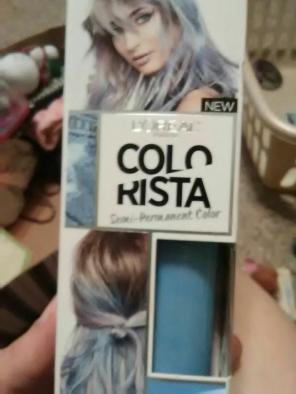 NEW
L'ORÉAL
COLO
RISTA
Semi-Permanent Color